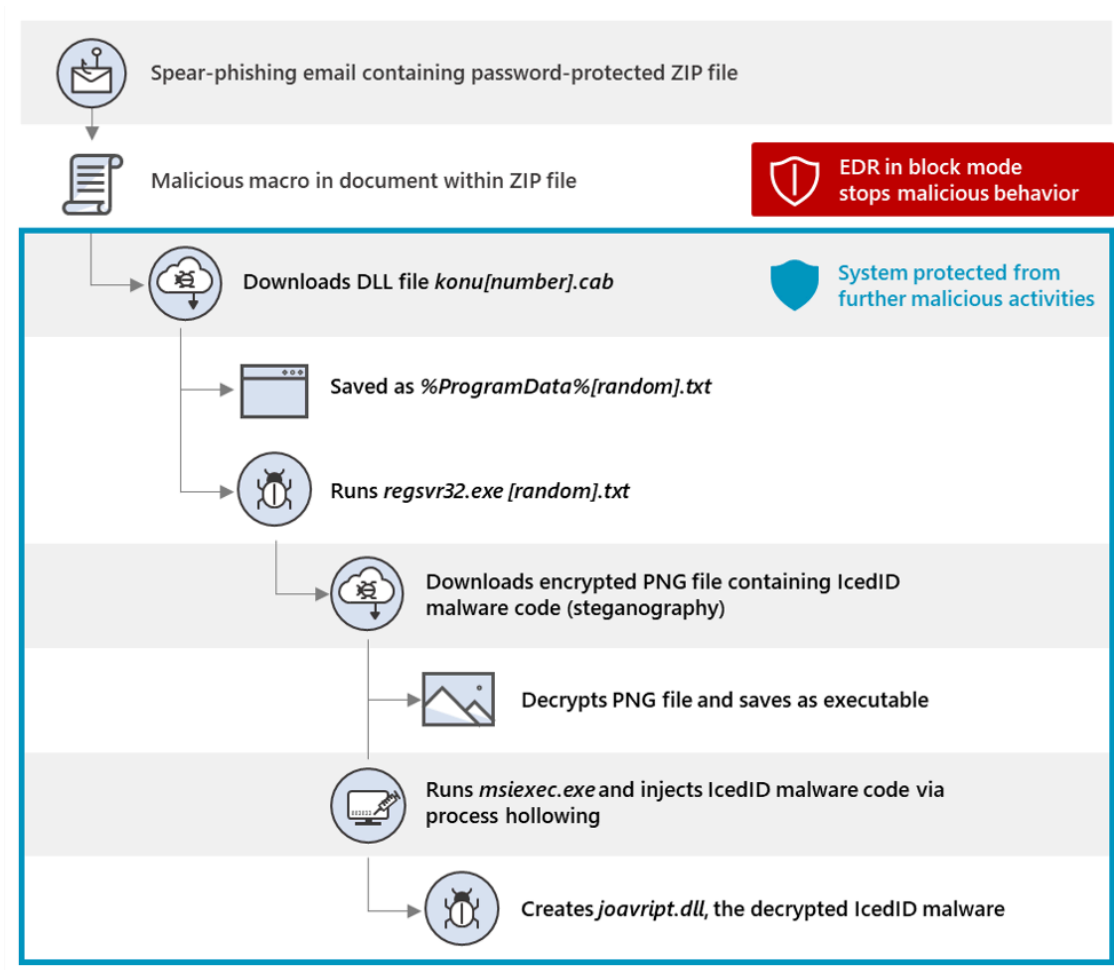 Spear-phishing email containing password-protected ZIP file
Malicious macro in document within ZIP file
EDR in block mode
stops malicious behavior
Downloads DLL file konu[number].cab
System protected from
further malicious activities
Saved as %ProgramData%[random].txt
Runs regsvr32.exe [random].txt
Downloads encrypted PNG file containing IcedID
malware code (steganography)
Decrypts PNG file and saves as executable
Runs msiexec.exe and injects IcedID malware code via
process hollowing
Creates joavript.dll, the decrypted IcedID malware